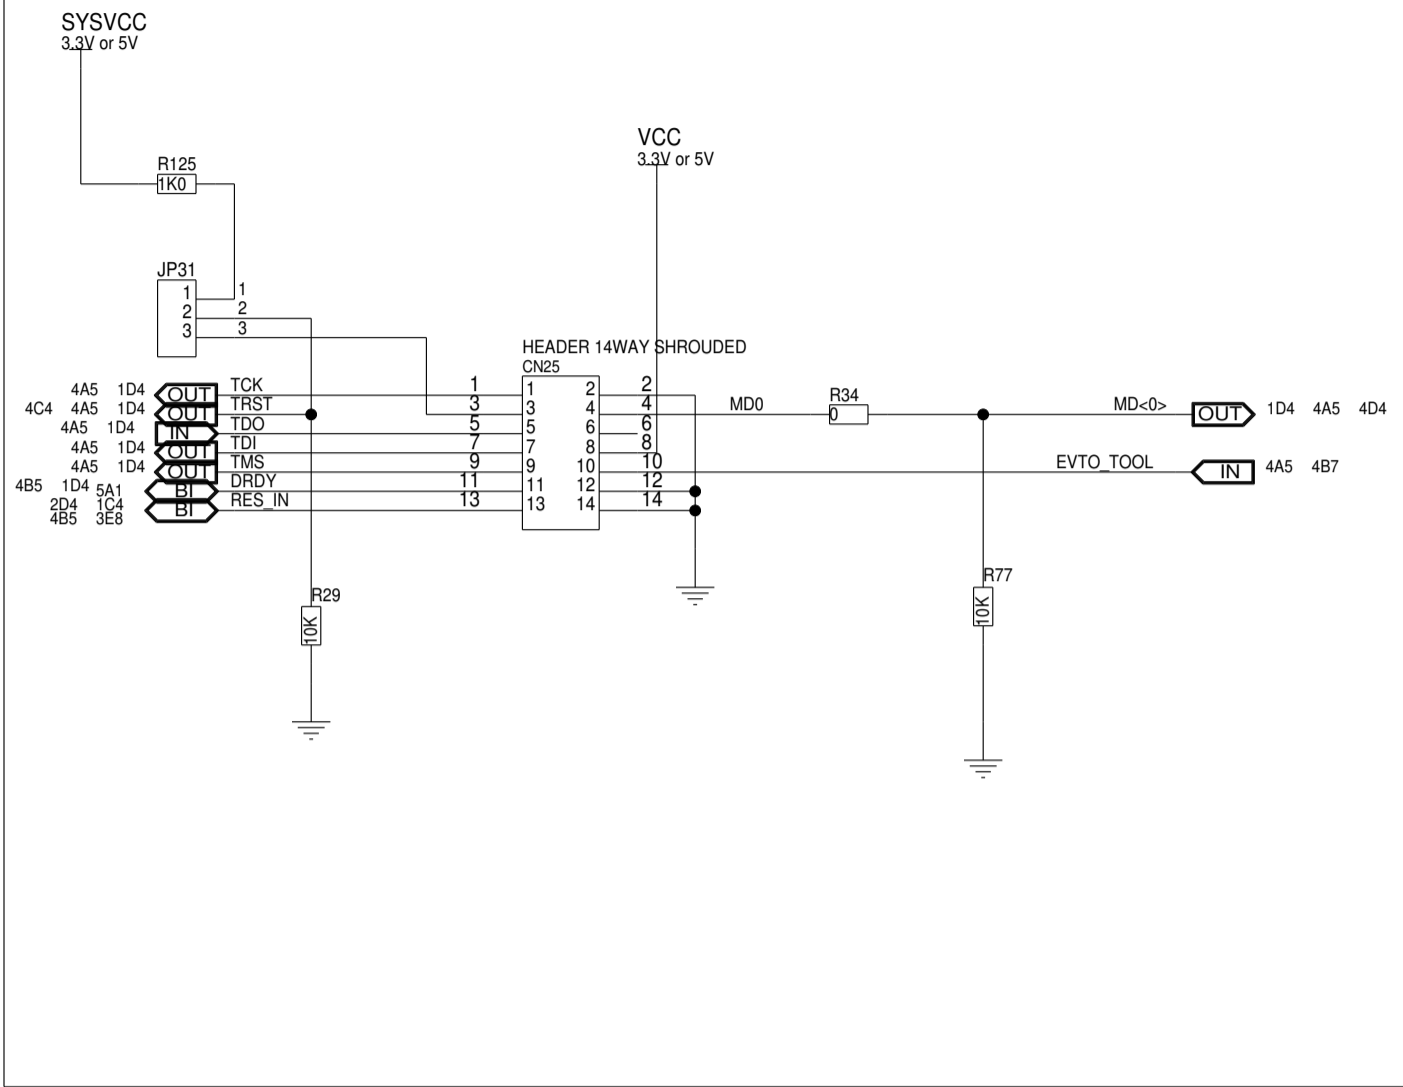 SYSVCC
3.3V or 5V
VCC
3.3V or 5V
R125
1K0
JP31
1 1
2 2
3 3
HEADER 14WAY SHROUDED
CN25
4A5 1D4 OUT TCK 1 1 2 2
4C4 4A5 1D4 OUT TRST 3 3 4 4 MD0 R34 0 MD<0> OUT 1D4 4A5 4D4
4A5 1D4 IN TDO 5 5 6 6
4A5 1D4 OUT TDI 7 7 8 8
4A5 1D4 OUT TMS 9 9 10 10 EVTO_TOOL IN 4A5 4B7
4B5 1D4 5A1 BI DRDY 11 11 12 12
2D4 1C4 BI RES_IN 13 13 14 14
4B5 3E8
R77
10K
R29
10K